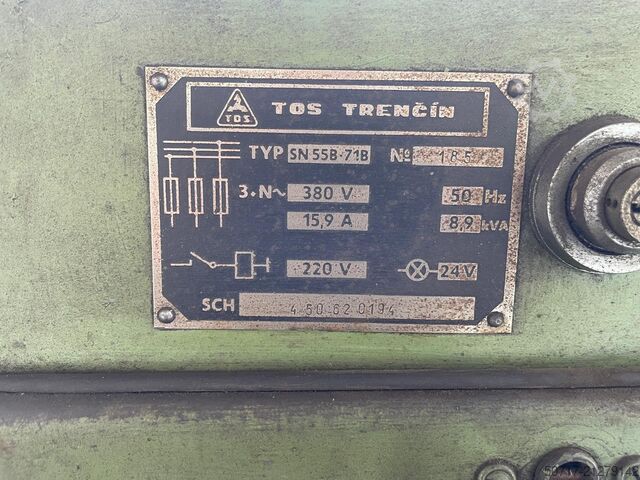 TOS
TOS TRENČÍN
TYP SN 55B·71B № 185
3·N~ 380 V 50 Hz
15,9 A 8,9 kVA
220 V 24V
SCH 4 50 62 0194